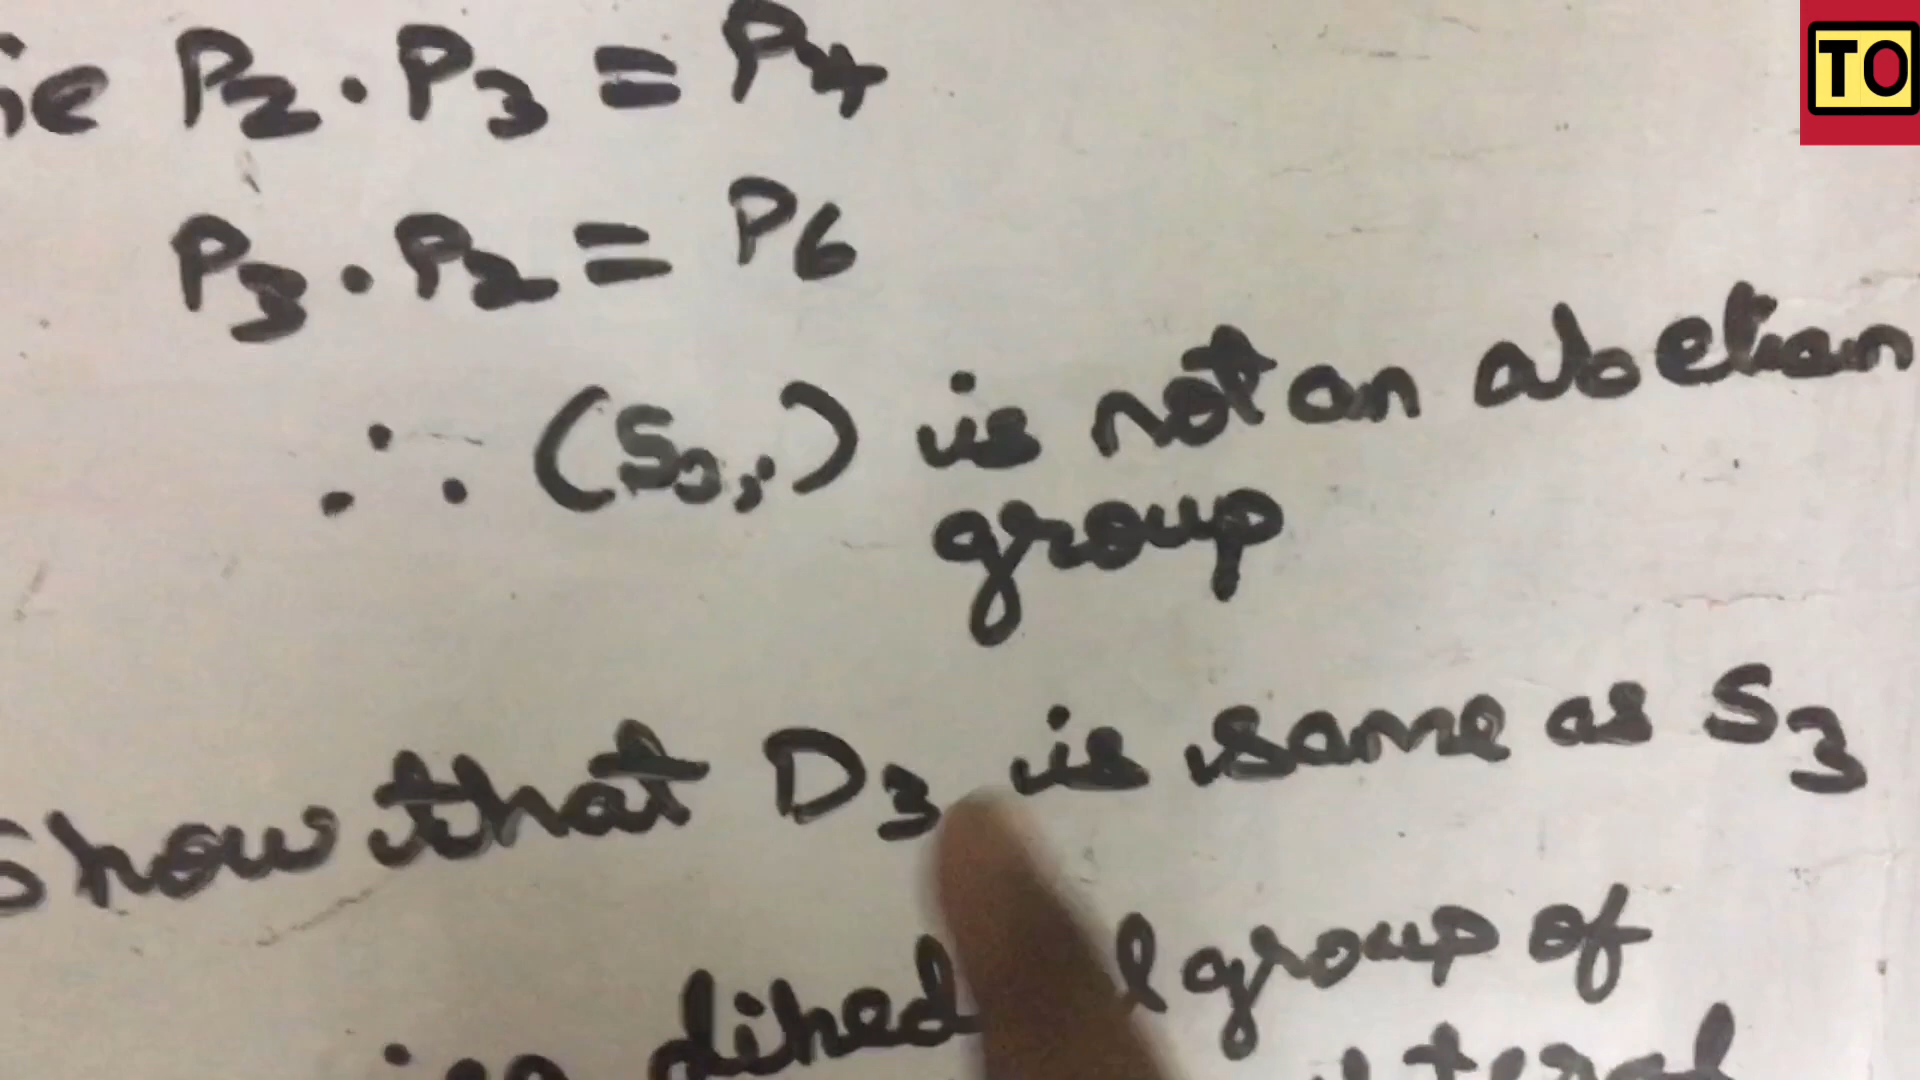 ie P2 . P3 = P4
TO
P3 . P2 = P6
∴ (S3, .) is not an abelian
group
Show that D3 is same as S3
group of